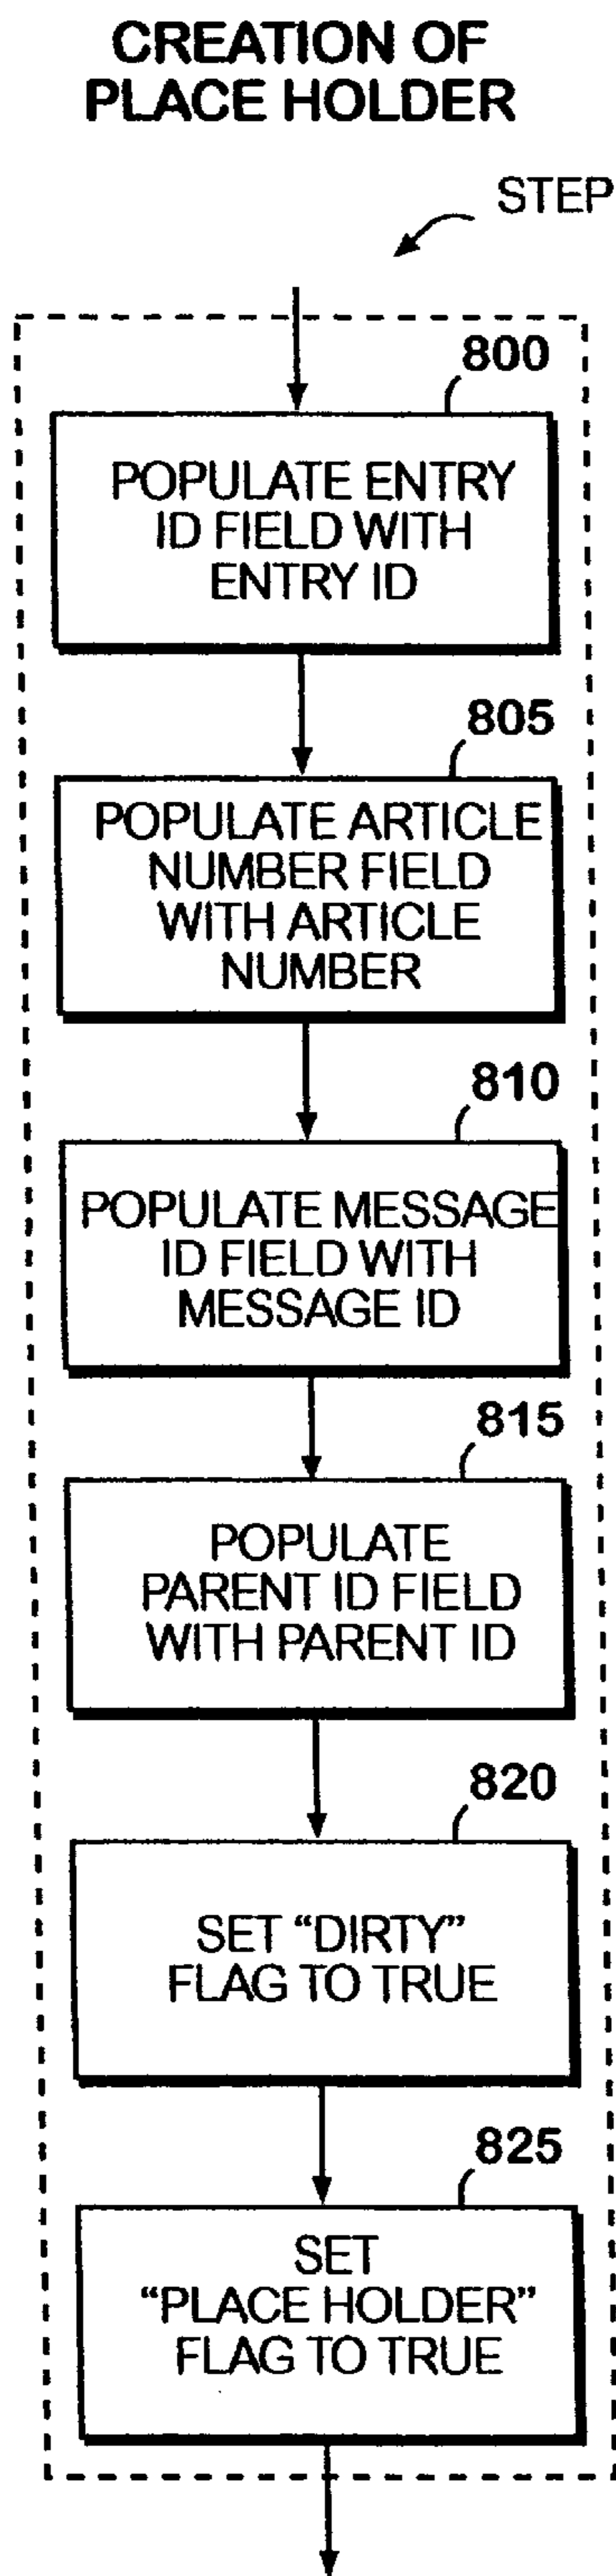 CREATION OF
PLACE HOLDER
STEP
800
POPULATE ENTRY
ID FIELD WITH
ENTRY ID
805
POPULATE ARTICLE
NUMBER FIELD
WITH ARTICLE
NUMBER
810
POPULATE MESSAGE
ID FIELD WITH
MESSAGE ID
815
POPULATE
PARENT ID FIELD
WITH PARENT ID
820
SET “DIRTY”
FLAG TO TRUE
825
SET
“PLACE HOLDER”
FLAG TO TRUE